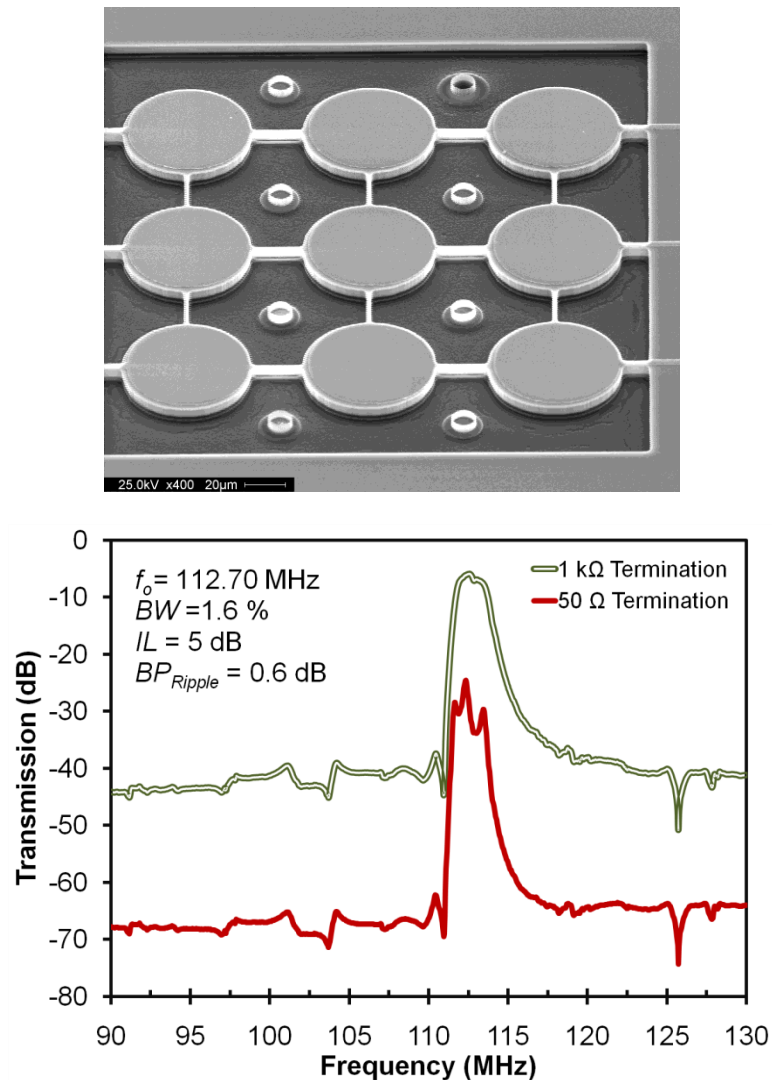 25.0kV x400 20µm
fo = 112.70 MHz
BW =1.6 %
IL = 5 dB
BPRipple = 0.6 dB
1 kΩ Termination
50 Ω Termination
Transmission (dB)
0
-10
-20
-30
-40
-50
-60
-70
-80
90 95 100 105 110 115 120 125 130
Frequency (MHz)